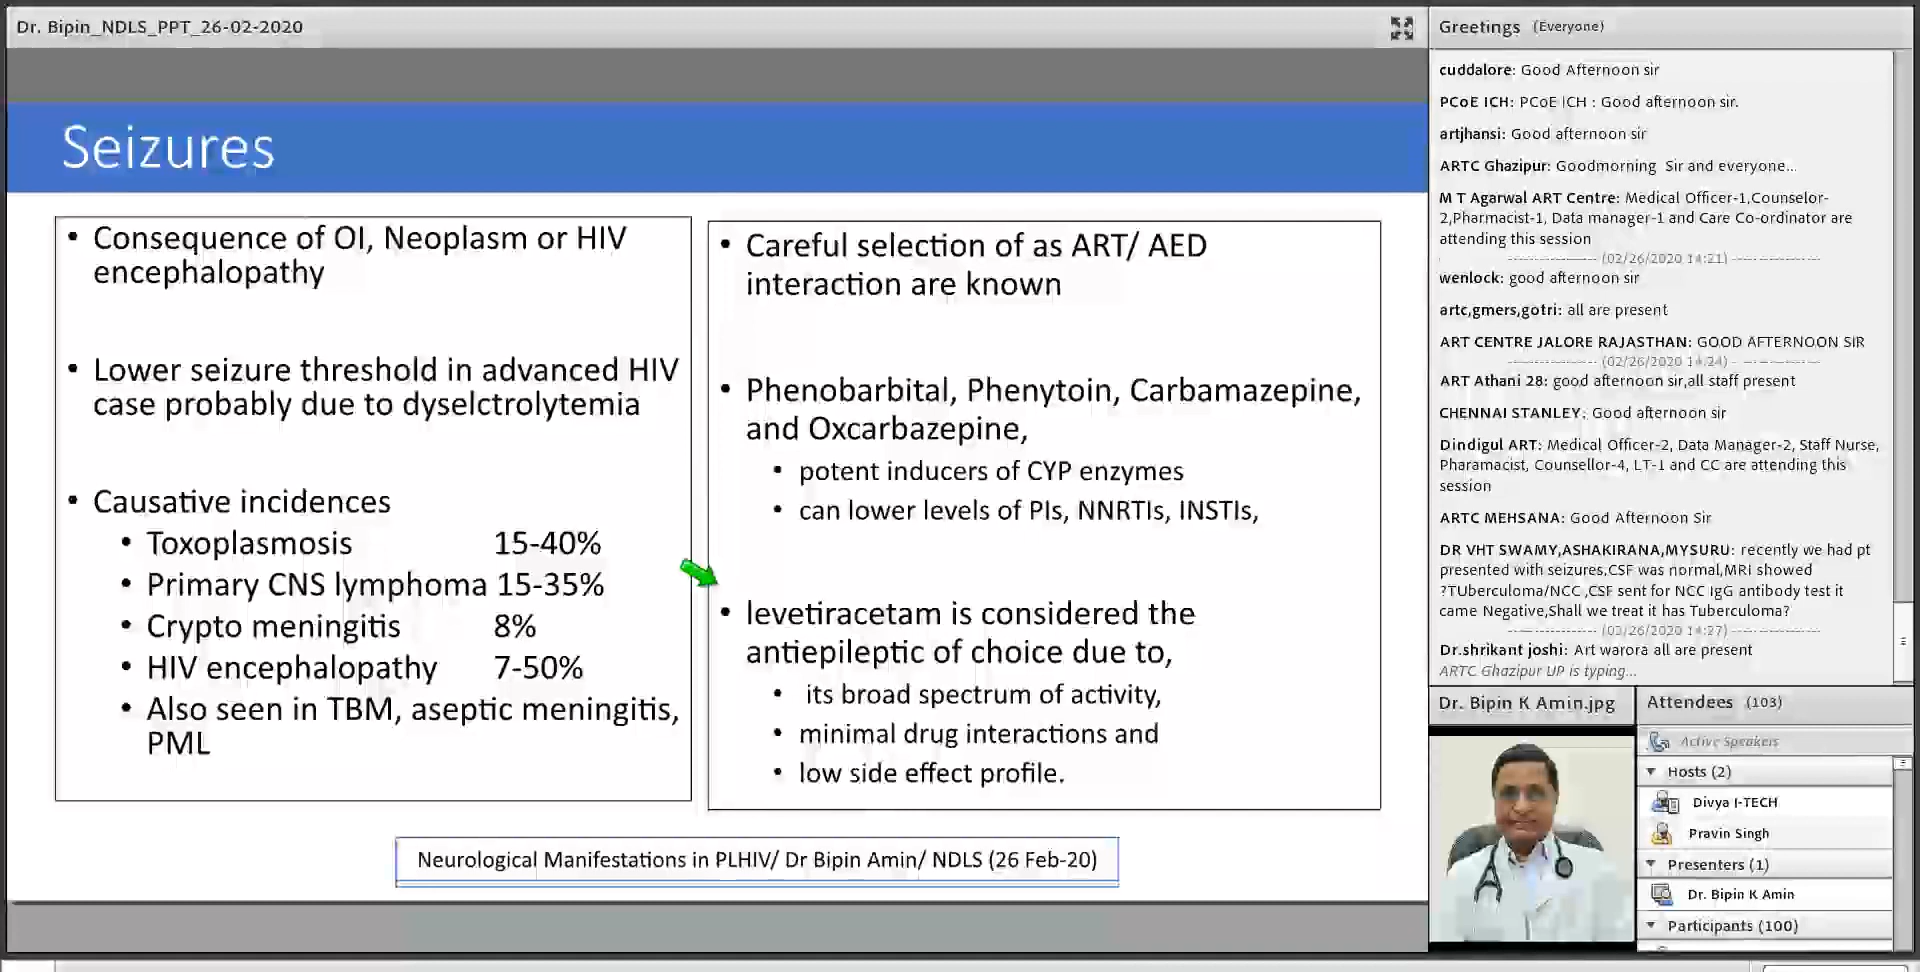 Dr. Bipin_NDLS_PPT_26-02-2020
Seizures
• Consequence of OI, Neoplasm or HIV
encephalopathy
• Lower seizure threshold in advanced HIV
case probably due to dyselctrolytemia
• Causative incidences
• Toxoplasmosis 15-40%
• Primary CNS lymphoma 15-35%
• Crypto meningitis 8%
• HIV encephalopathy 7-50%
• Also seen in TBM, aseptic meningitis,
PML
• Careful selection of as ART/ AED
interaction are known
• Phenobarbital, Phenytoin, Carbamazepine,
and Oxcarbazepine,
• potent inducers of CYP enzymes
• can lower levels of PIs, NNRTIs, INSTIs,
• levetiracetam is considered the
antiepileptic of choice due to,
• its broad spectrum of activity,
• minimal drug interactions and
• low side effect profile.
Neurological Manifestations in PLHIV/ Dr Bipin Amin/ NDLS (26 Feb-20)
Greetings (Everyone)
cuddalore: Good Afternoon sir
PCoE ICH: PCoE ICH : Good afternoon sir.
artjhansi: Good afternoon sir
ARTC Ghazipur: Goodmorning Sir and everyone...
M T Agarwal ART Centre: Medical Officer-1,Counselor-
2,Pharmacist-1, Data manager-1 and Care Co-ordinator are
attending this session
------------- (02/26/2020 14:21) -------------
wenlock: good afternoon sir
artc,gmers,gotri: all are present
ART CENTRE JALORE RAJASTHAN: GOOD AFTERNOON SIR
------------- (02/26/2020 14:24) -------------
ART Athani 28: good afternoon sir,all staff present
CHENNAI STANLEY: Good afternoon sir
Dindigul ART: Medical Officer-2, Data Manager-2, Staff Nurse,
Pharamacist, Counsellor-4, LT-1 and CC are attending this
session
ARTC MEHSANA: Good Afternoon Sir
DR VHT SWAMY,ASHAKIRANA,MYSURU: recently we had pt
presented with seizures,CSF was normal,MRI showed
?TUberculoma/NCC ,CSF sent for NCC IgG antibody test it
came Negative,Shall we treat it has Tuberculoma?
------------- (02/26/2020 14:27) -------------
Dr.shrikant joshi: Art warora all are present
ARTC Ghazipur UP is typing...
Dr. Bipin K Amin.jpg
Attendees (103)
Active Speakers
Hosts (2)
Divya I-TECH
Pravin Singh
Presenters (1)
Dr. Bipin K Amin
Participants (100)